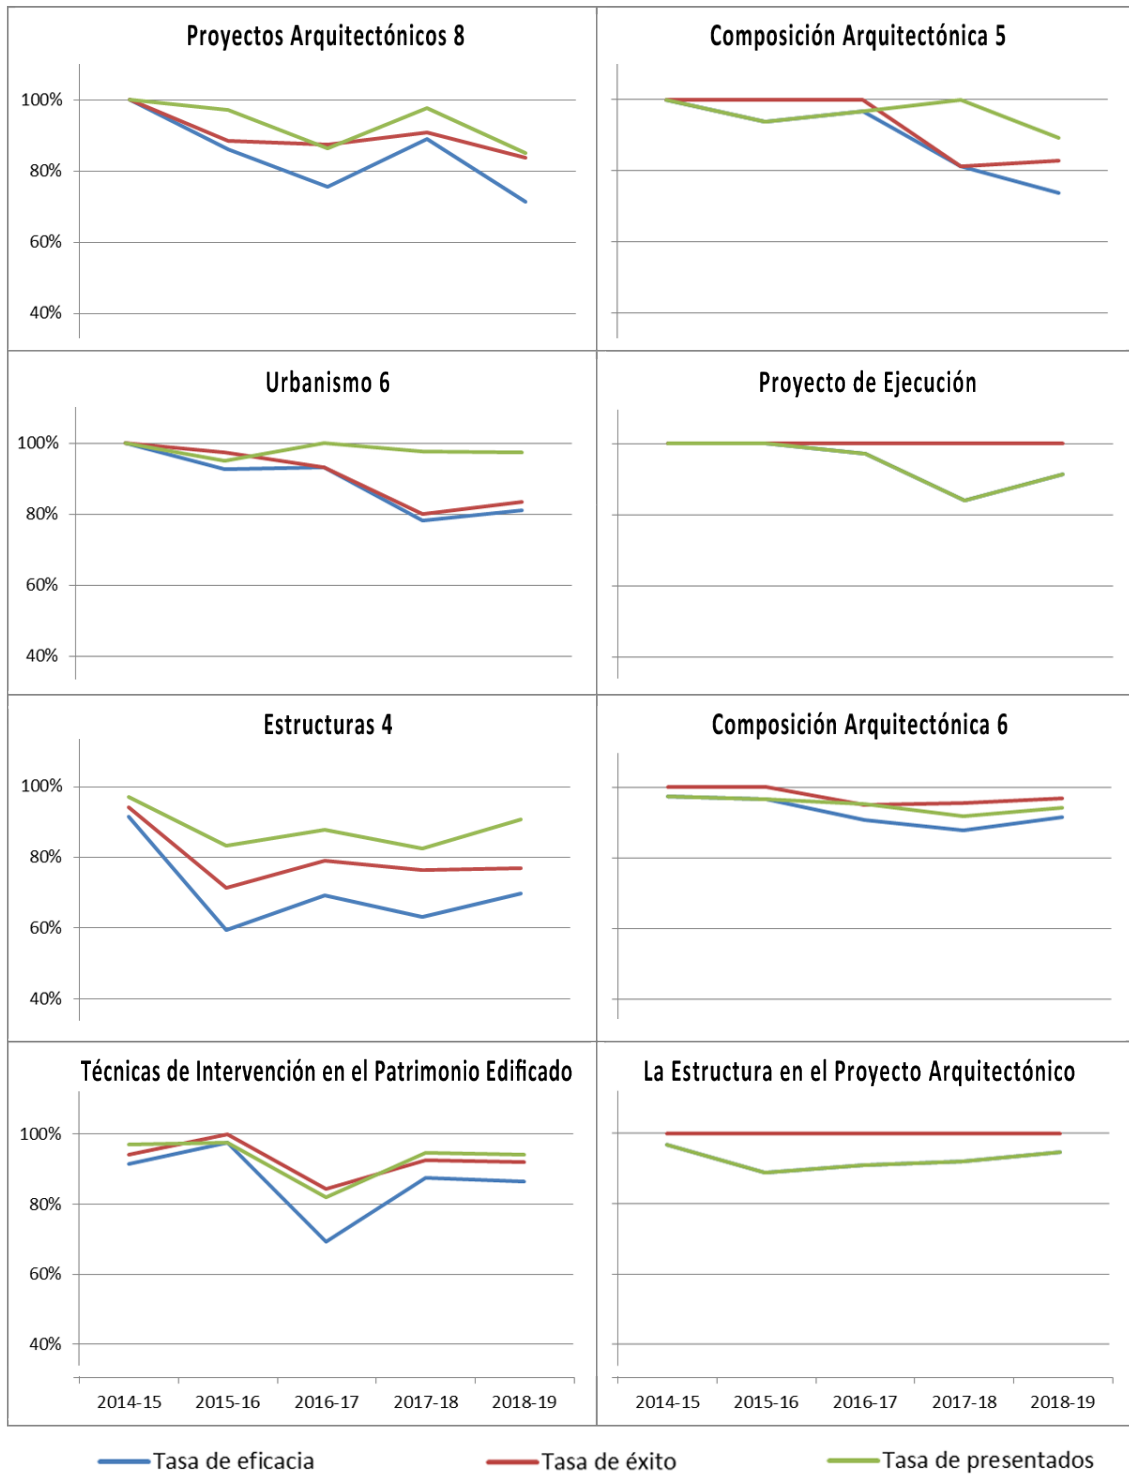 Proyectos Arquitectónicos 8
100%
80%
60%
40%
Composición Arquitectónica 5
Urbanismo 6
100%
80%
60%
40%
Proyecto de Ejecución
Estructuras 4
100%
80%
60%
40%
Composición Arquitectónica 6
Técnicas de Intervención en el Patrimonio Edificado
100%
80%
60%
40%
2014-15 2015-16 2016-17 2017-18 2018-19
La Estructura en el Proyecto Arquitectónico
2014-15 2015-16 2016-17 2017-18 2018-19
Tasa de eficacia Tasa de éxito Tasa de presentados